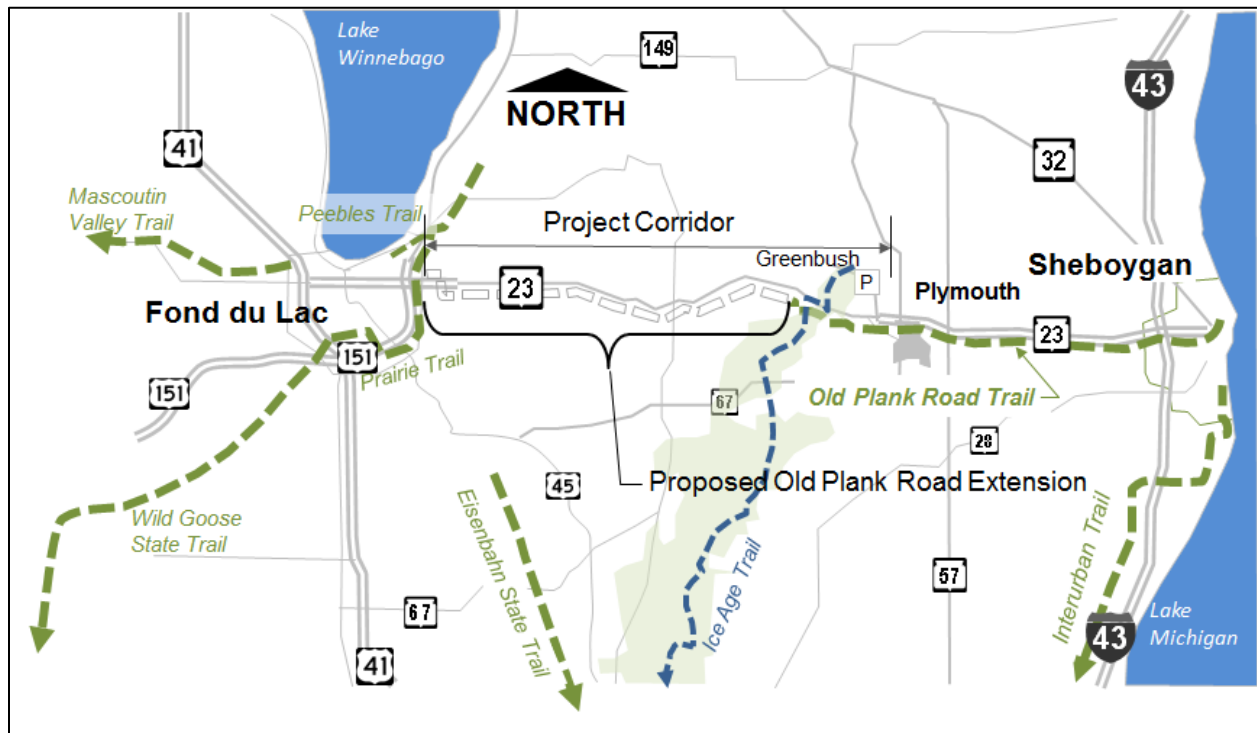 Lake
Winnebago
149
43
NORTH
41
32
Mascoutin
Valley Trail
Peebles Trail
Project Corridor
Greenbush
Sheboygan
P
Plymouth
23
Fond du Lac
23
151
Prairie Trail
151
67
Old Plank Road Trail
28
45
Proposed Old Plank Road Extension
Wild Goose
State Trail
Eisenbahn State Trail
Ice Age Trail
57
Interurban Trail
67
Lake
Michigan
43
41